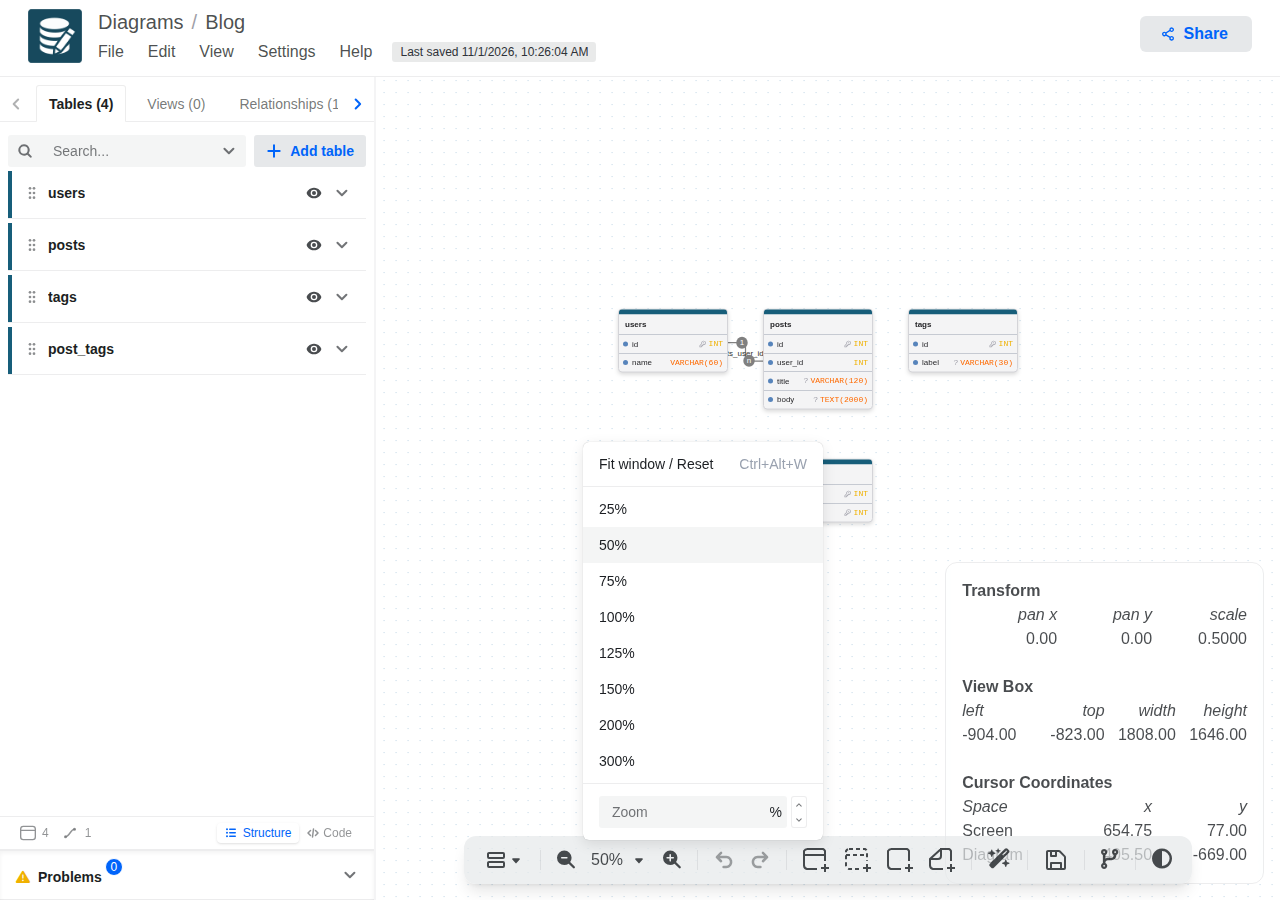 Diagrams / Blog
File Edit View Settings Help Last saved 11/1/2026, 10:26:04 AM
Share
Tables (4) Views (0) Relationships (1
Search... Add table
users
posts
tags
post_tags
users
id INT
name VARCHAR(60)
1
s_user_id
n
posts
id INT
user_id INT
title ? VARCHAR(120)
body ? TEXT(2000)
tags
id INT
label ? VARCHAR(30)
INT
INT
Fit window / Reset Ctrl+Alt+W
25%
50%
75%
100%
125%
150%
200%
300%
Zoom %
Transform
pan x pan y scale
0.00 0.00 0.5000
View Box
left top width height
-904.00 -823.00 1808.00 1646.00
Cursor Coordinates
Space x y
Screen 654.75 77.00
Diagram -669.00
4 1 Structure Code
Problems 0
50%